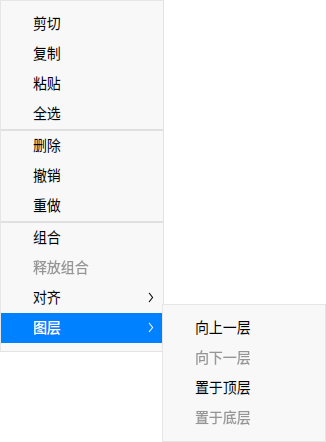 剪切
复制
粘贴
全选
删除
撤销
重做
组合
释放组合
对齐
图层
向上一层
向下一层
置于顶层
置于底层